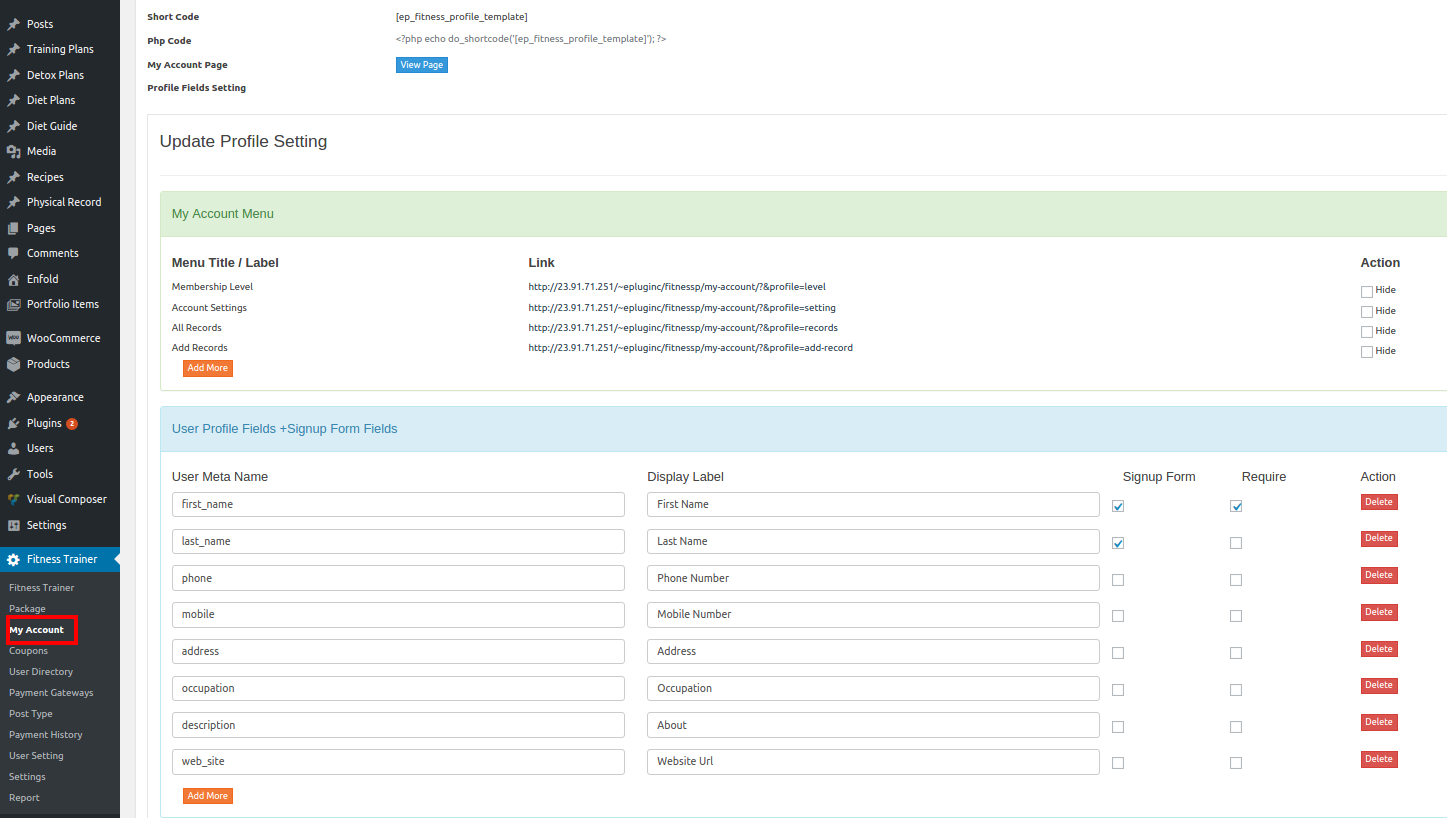 Posts
Training Plans
Detox Plans
Diet Plans
Diet Guide
Media
Recipes
Physical Record
Pages
Comments
Enfold
Portfolio Items
WooCommerce
Products
Appearance
Plugins 2
Users
Tools
Visual Composer
Settings
Fitness Trainer
Fitness Trainer
Package
My Account
Coupons
User Directory
Payment Gateways
Post Type
Payment History
User Setting
Settings
Report
Short Code [ep_fitness_profile_template]
Php Code <?php echo do_shortcode('[ep_fitness_profile_template]'); ?>
My Account Page View Page
Profile Fields Setting
Update Profile Setting
My Account Menu
Menu Title / Label Link Action
Membership Level http://23.91.71.251/~epluginc/fitnessp/my-account/?&profile=level Hide
Account Settings http://23.91.71.251/~epluginc/fitnessp/my-account/?&profile=setting Hide
All Records http://23.91.71.251/~epluginc/fitnessp/my-account/?&profile=records Hide
Add Records http://23.91.71.251/~epluginc/fitnessp/my-account/?&profile=add-record Hide
Add More
User Profile Fields +Signup Form Fields
User Meta Name Display Label Signup Form Require Action
first_name First Name Delete
last_name Last Name Delete
phone Phone Number Delete
mobile Mobile Number Delete
address Address Delete
occupation Occupation Delete
description About Delete
web_site Website Url Delete
Add More